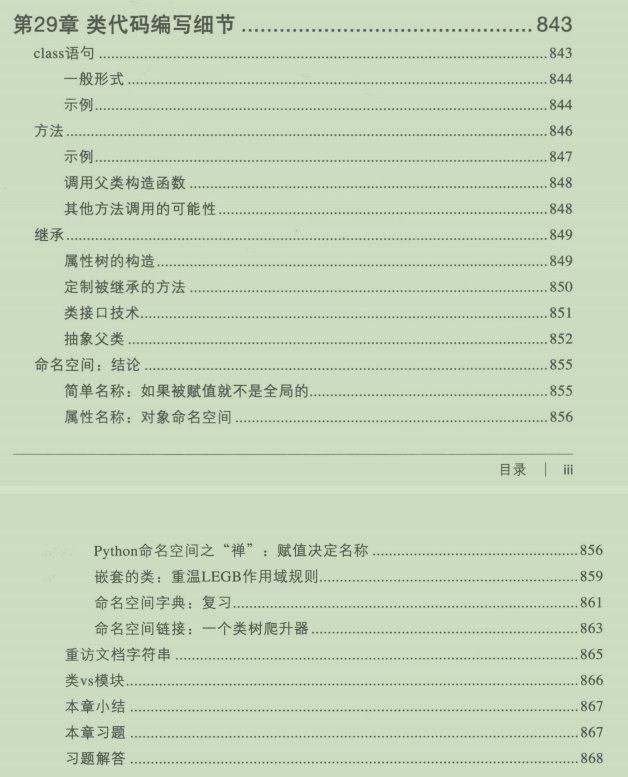 第29章 类代码编写细节 ............................................. 843
class语句 ............................................. 843
一般形式 ............................................. 844
示例 ............................................. 844
方法 ............................................. 846
示例 ............................................. 847
调用父类构造函数 ............................................. 848
其他方法调用的可能性 ............................................. 848
继承 ............................................. 849
属性树的构造 ............................................. 849
定制被继承的方法 ............................................. 850
类接口技术 ............................................. 851
抽象父类 ............................................. 852
命名空间：结论 ............................................. 855
简单名称：如果被赋值就不是全局的 ............................................. 855
属性名称：对象命名空间 ............................................. 856
目录 | iii
Python命名空间之“禅”：赋值决定名称 ............................................. 856
嵌套的类：重温LEGB作用域规则 ............................................. 859
命名空间字典：复习 ............................................. 861
命名空间链接：一个类树爬升器 ............................................. 863
重访文档字符串 ............................................. 865
类vs模块 ............................................. 866
本章小结 ............................................. 867
本章习题 ............................................. 867
习题解答 ............................................. 868